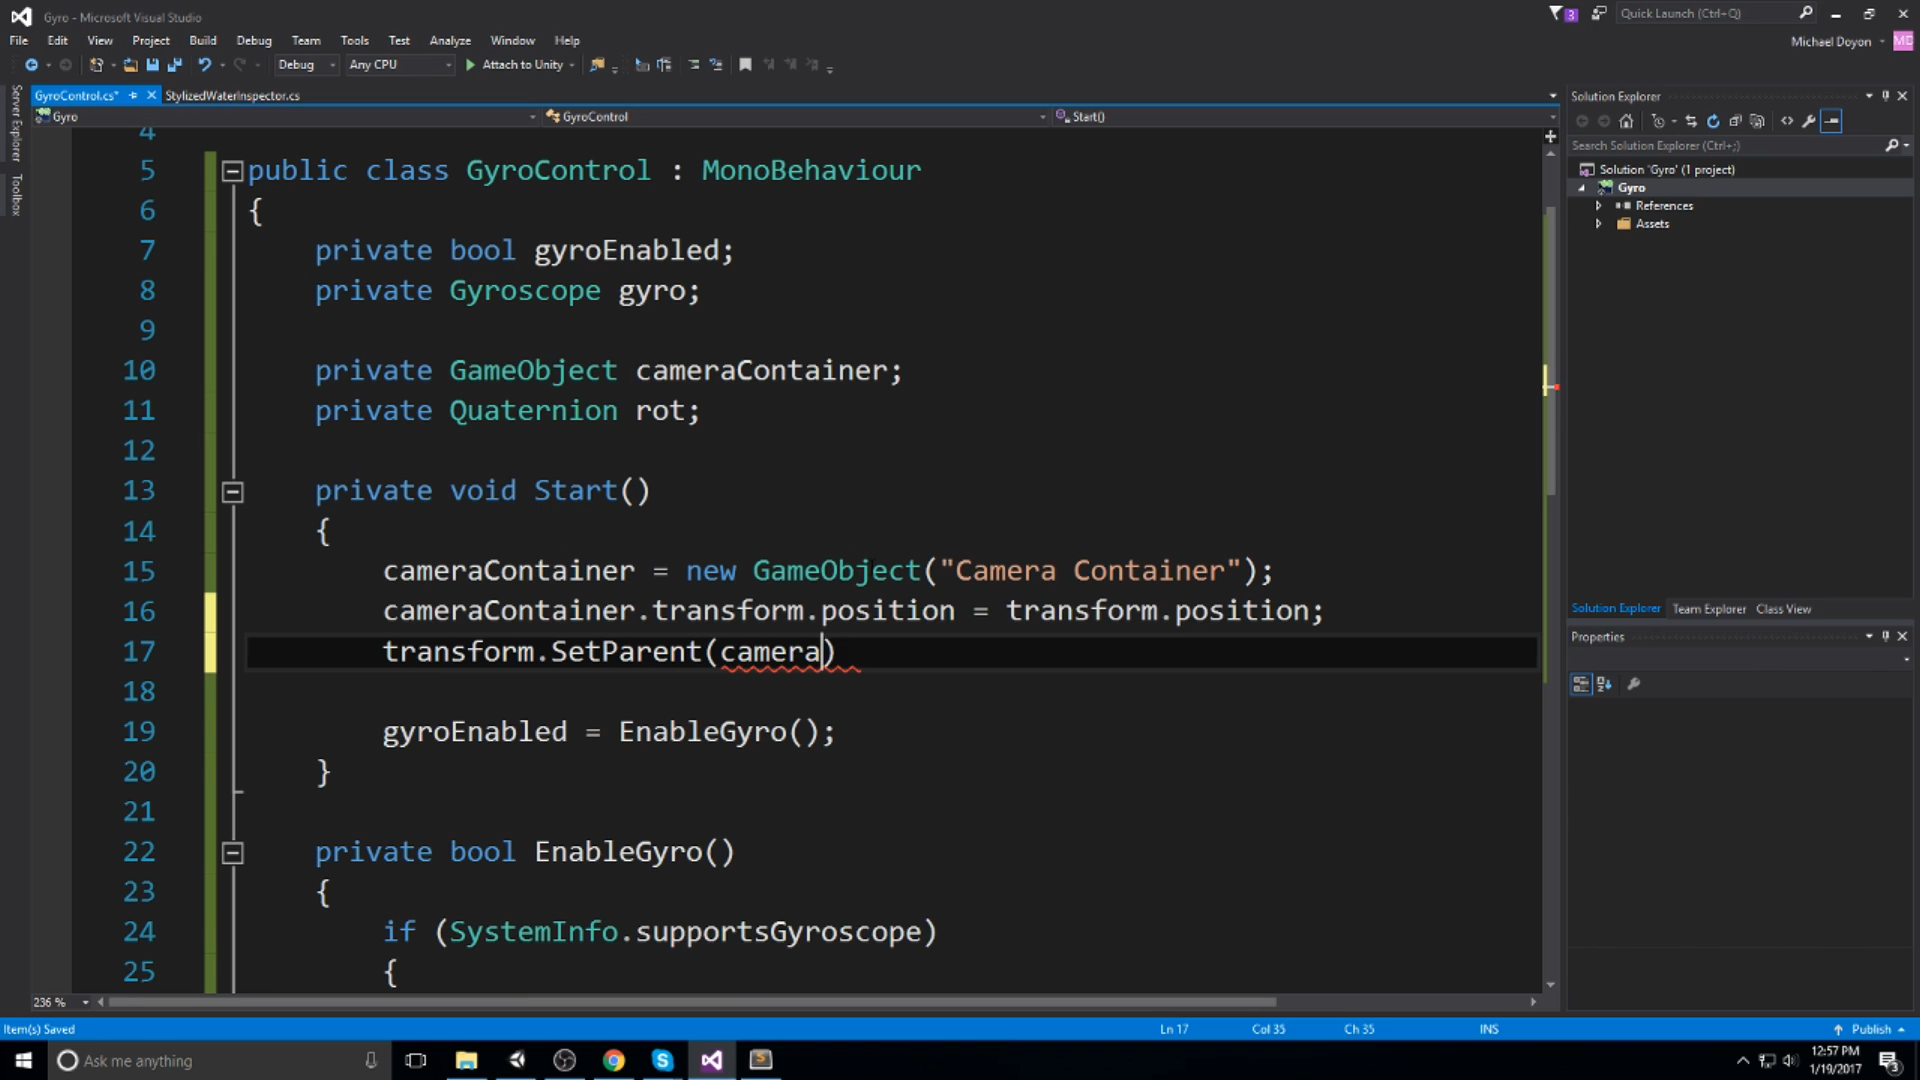 Gyro - Microsoft Visual Studio
3
Quick Launch (Ctrl+Q)
File Edit View Project Build Debug Team Tools Test Analyze Window Help
Michael Doyon
MD
Debug Any CPU Attach to Unity
Server Explorer
Toolbox
GyroControl.cs*
StylizedWaterInspector.cs
Gyro
GyroControl
Start()
4
5 public class GyroControl : MonoBehaviour
6 {
7 private bool gyroEnabled;
8 private Gyroscope gyro;
9
10 private GameObject cameraContainer;
11 private Quaternion rot;
12
13 private void Start()
14 {
15 cameraContainer = new GameObject("Camera Container");
16 cameraContainer.transform.position = transform.position;
17 transform.SetParent(camera)
18
19 gyroEnabled = EnableGyro();
20 }
21
22 private bool EnableGyro()
23 {
24 if (SystemInfo.supportsGyroscope)
25 {
236 %
Solution Explorer
Search Solution Explorer (Ctrl+;)
Solution 'Gyro' (1 project)
Gyro
References
Assets
Solution Explorer Team Explorer Class View
Properties
Item(s) Saved
Ln 17 Col 35 Ch 35 INS
Publish
Ask me anything
12:57 PM
1/19/2017
3